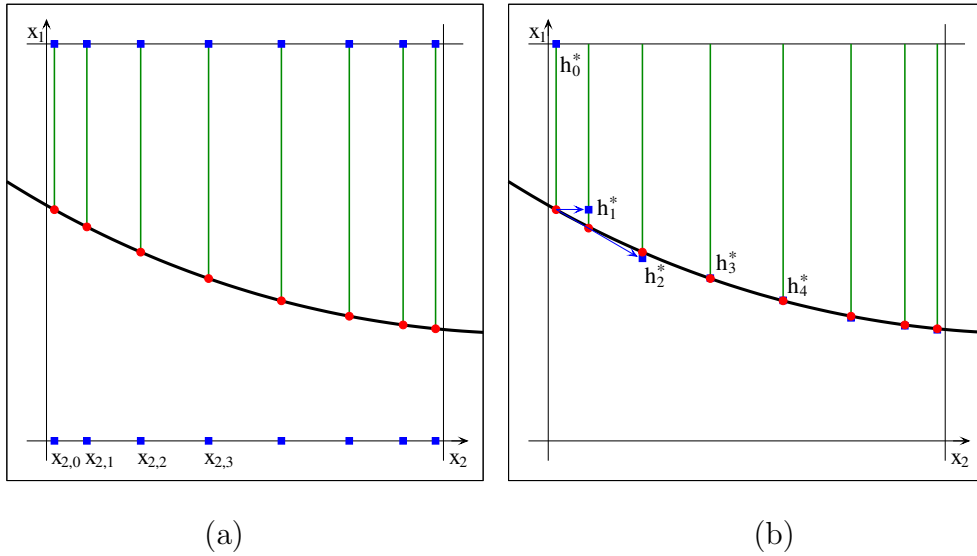 x₁
x₂,₀ x₂,₁ x₂,₂ x₂,₃ x₂
(a)
x₁
h₀*
h₁*
h₂*
h₃*
h₄*
x₂
(b)